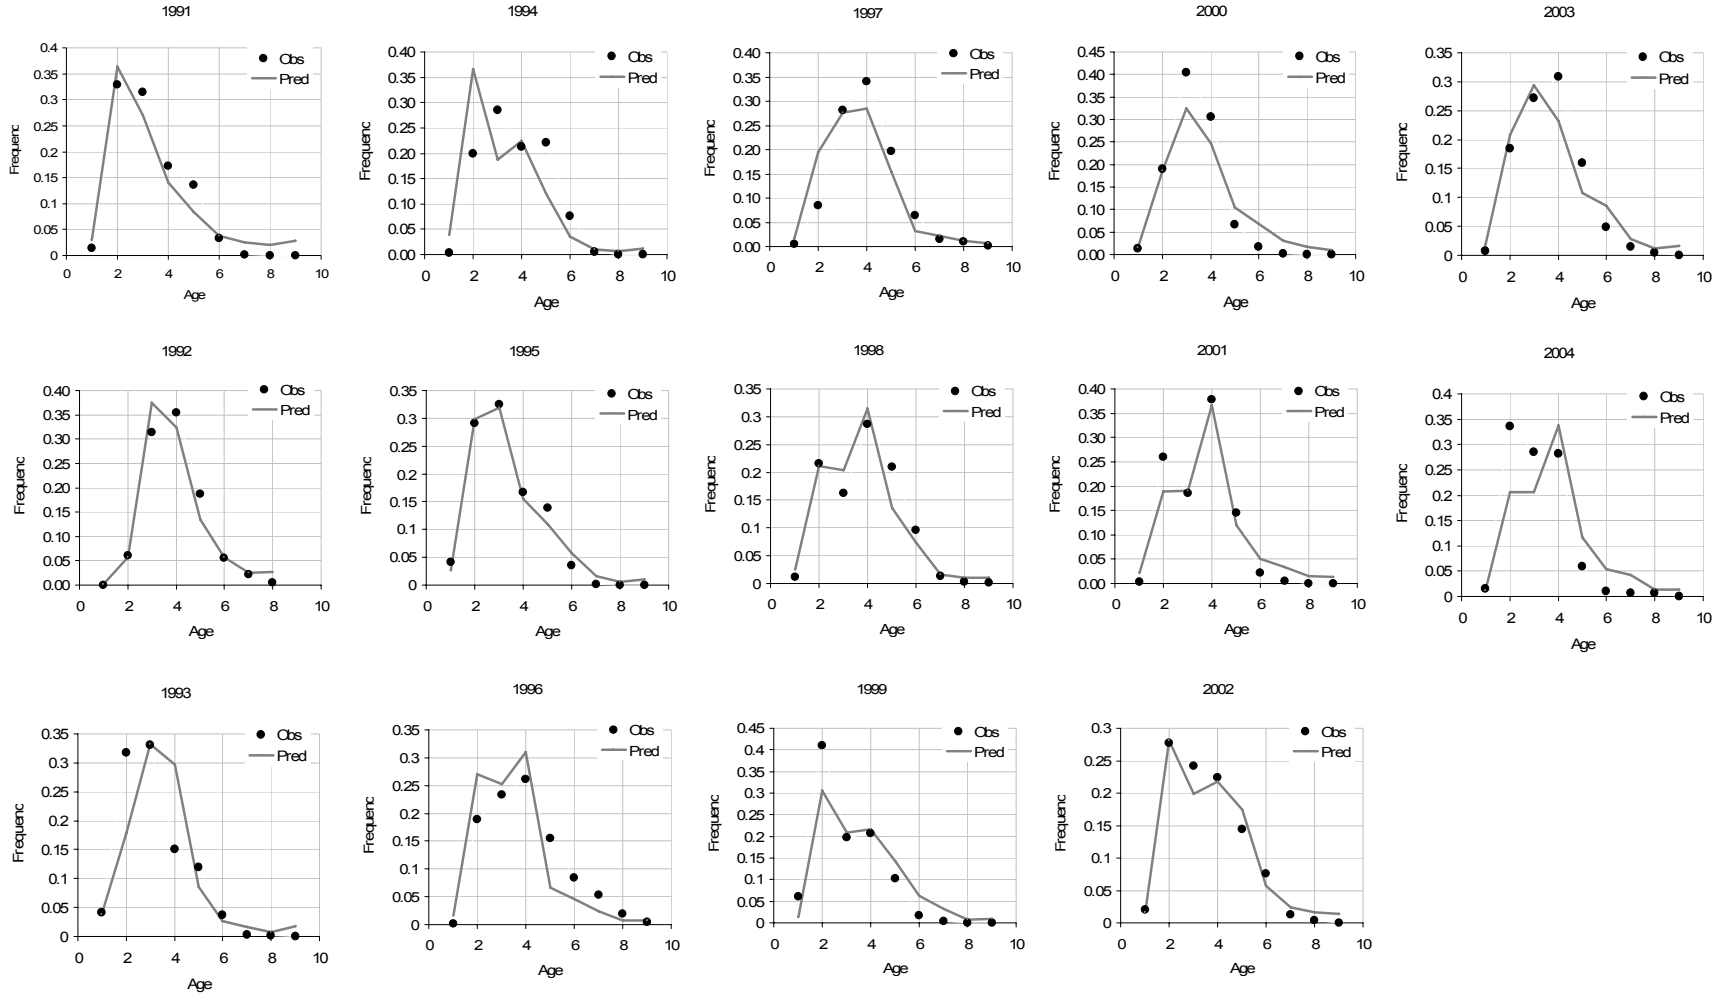 1991
Obs
Pred
Frequenc
0.4
0.35
0.3
0.25
0.2
0.15
0.1
0.05
0
0 2 4 6 8 10
Age
1994
Obs
Pred
Frequenc
0.40
0.35
0.30
0.25
0.20
0.15
0.10
0.05
0.00
0 2 4 6 8 10
Age
1997
Obs
Pred
Frequenc
0.40
0.35
0.30
0.25
0.20
0.15
0.10
0.05
0.00
0 2 4 6 8 10
Age
2000
Obs
Pred
Frequenc
0.45
0.40
0.35
0.30
0.25
0.20
0.15
0.10
0.05
0.00
0 2 4 6 8 10
Age
2003
Obs
Pred
Frequenc
0.35
0.3
0.25
0.2
0.15
0.1
0.05
0
0 2 4 6 8 10
Age
1992
Obs
Pred
Frequenc
0.40
0.35
0.30
0.25
0.20
0.15
0.10
0.05
0.00
0 2 4 6 8 10
Age
1995
Obs
Pred
Frequenc
0.35
0.3
0.25
0.2
0.15
0.1
0.05
0
0 2 4 6 8 10
Age
1998
Obs
Pred
Frequenc
0.35
0.3
0.25
0.2
0.15
0.1
0.05
0
0 2 4 6 8 10
Age
2001
Obs
Pred
Frequenc
0.40
0.35
0.30
0.25
0.20
0.15
0.10
0.05
0.00
0 2 4 6 8 10
Age
2004
Obs
Pred
Frequenc
0.4
0.35
0.3
0.25
0.2
0.15
0.1
0.05
0
0 2 4 6 8 10
Age
1993
Obs
Pred
Frequenc
0.35
0.3
0.25
0.2
0.15
0.1
0.05
0
0 2 4 6 8 10
Age
1996
Obs
Pred
Frequenc
0.35
0.3
0.25
0.2
0.15
0.1
0.05
0
0 2 4 6 8 10
Age
1999
Obs
Pred
Frequenc
0.45
0.4
0.35
0.3
0.25
0.2
0.15
0.1
0.05
0
0 2 4 6 8 10
Age
2002
Obs
Pred
Frequenc
0.3
0.25
0.2
0.15
0.1
0.05
0
0 2 4 6 8 10
Age